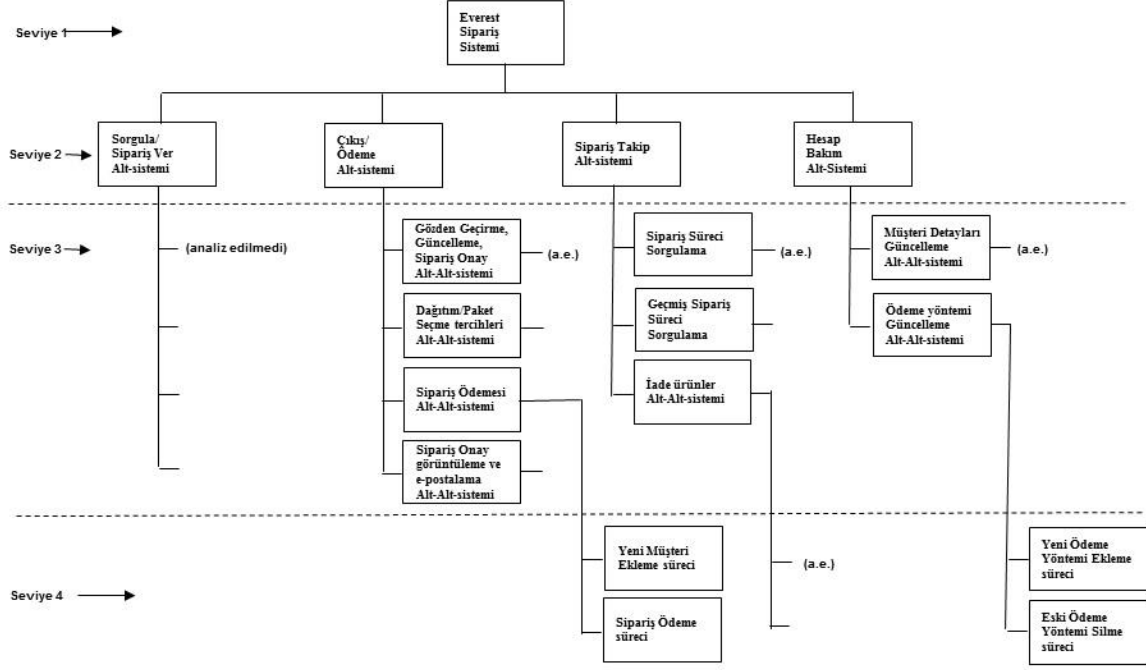 Seviye 1
Everest
Sipariş
Sistemi
Seviye 2
Sorgula/
Sipariş Ver
Alt-sistemi
Çıkış/
Ödeme
Alt-sistemi
Sipariş Takip
Alt-sistemi
Hesap
Bakım
Alt-Sistemi
Seviye 3
(analiz edilmedi)
Gözden Geçirme,
Güncelleme,
Sipariş Onay
Alt-Alt-sistemi
(a.e.)
Sipariş Süreci
Sorgulama
(a.e.)
Müşteri Detayları
Güncelleme
Alt-Alt-sistemi
(a.e.)
Dağıtım/Paket
Seçme tercihleri
Alt-Alt-sistemi
Geçmiş Sipariş
Süreci
Sorgulama
Ödeme yöntemi
Güncelleme
Alt-Alt-sistemi
Sipariş Ödemesi
Alt-Alt-sistemi
İade ürünler
Alt-Alt-sistemi
Sipariş Onay
görüntüleme ve
e-postalama
Alt-Alt-sistemi
Seviye 4
Yeni Müşteri
Ekleme süreci
(a.e.)
Yeni Ödeme
Yöntemi Ekleme
süreci
Sipariş Ödeme
süreci
Eski Ödeme
Yöntemi Silme
süreci